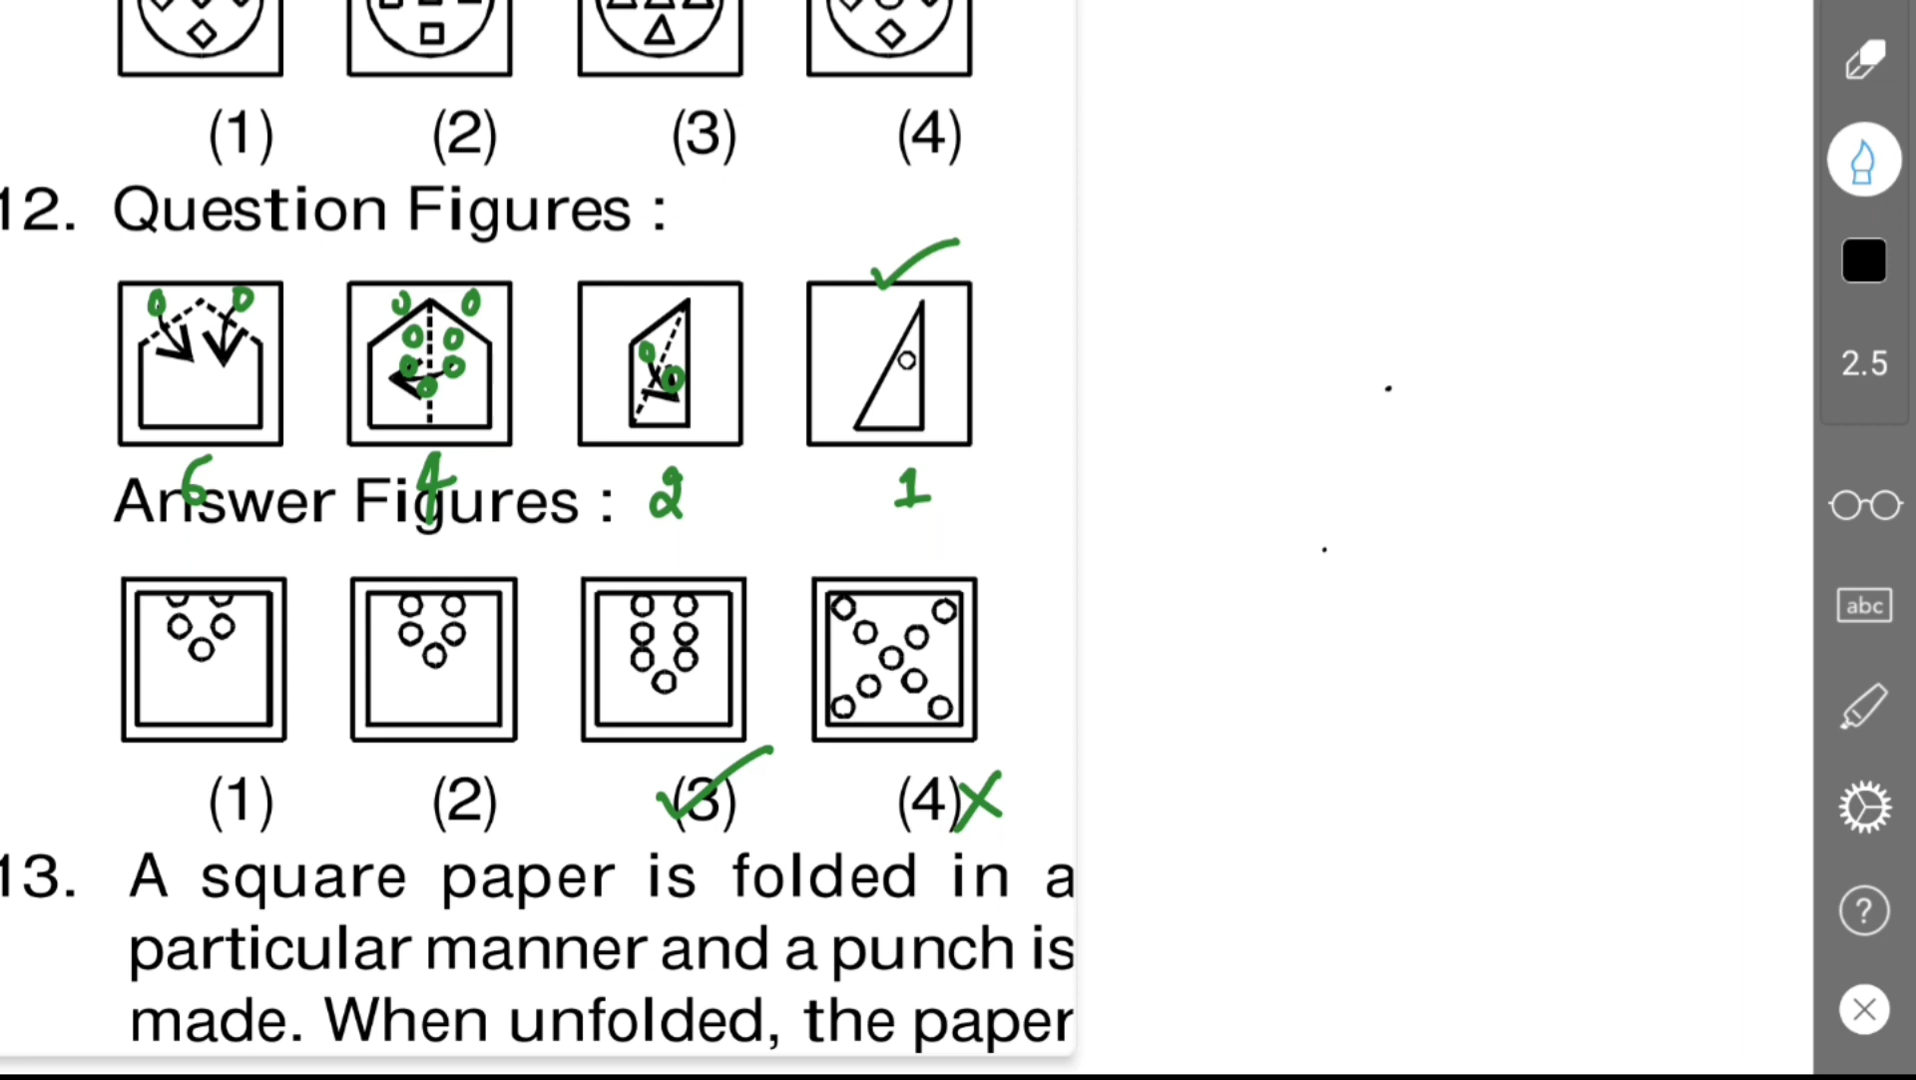 (1) (2) (3) (4)
12. Question Figures :
6 4 2 1
Answer Figures :
(1) (2) (3) (4)
13. A square paper is folded in a
particular manner and a punch is
made. When unfolded, the paper
2.5
abc
?